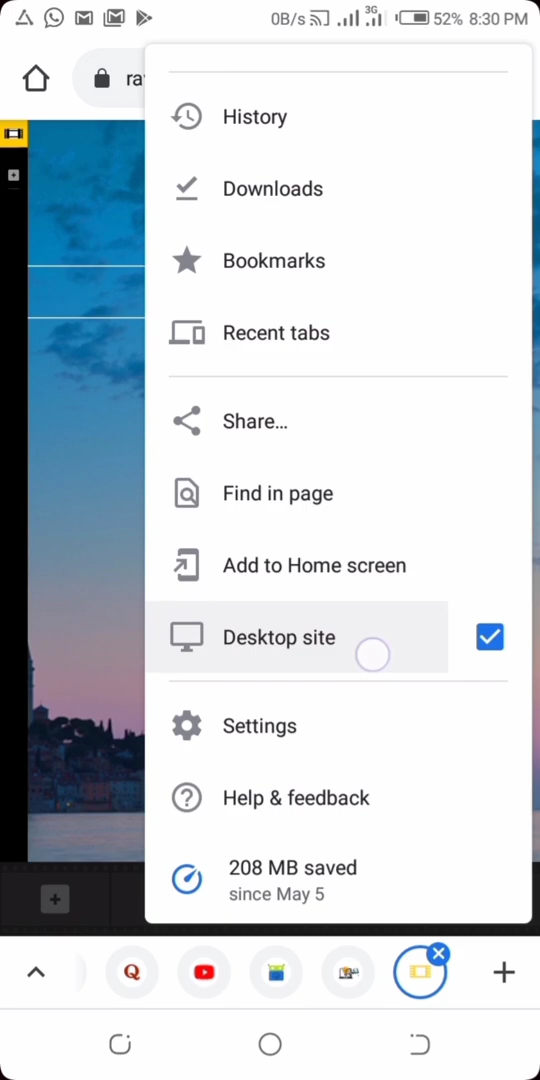 0B/s 3G 52% 8:30 PM
ra
History
Downloads
Bookmarks
Recent tabs
Share...
Find in page
Add to Home screen
Desktop site
Settings
Help & feedback
208 MB saved
since May 5